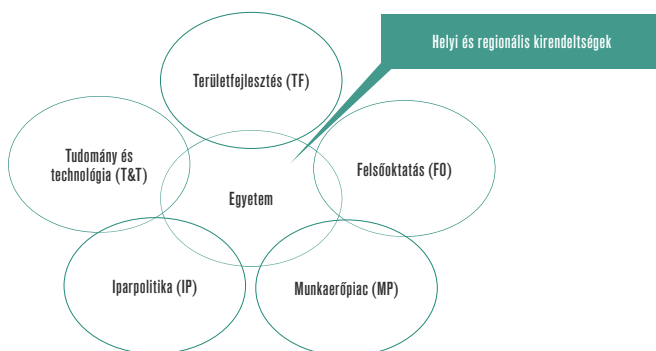 Helyi és regionális kirendeltségek
Területfejlesztés (TF)
Tudomány és
technológia (T&T)
Felsőoktatás (FO)
Egyetem
Iparpolitika (IP)
Munkaerőpiac (MP)